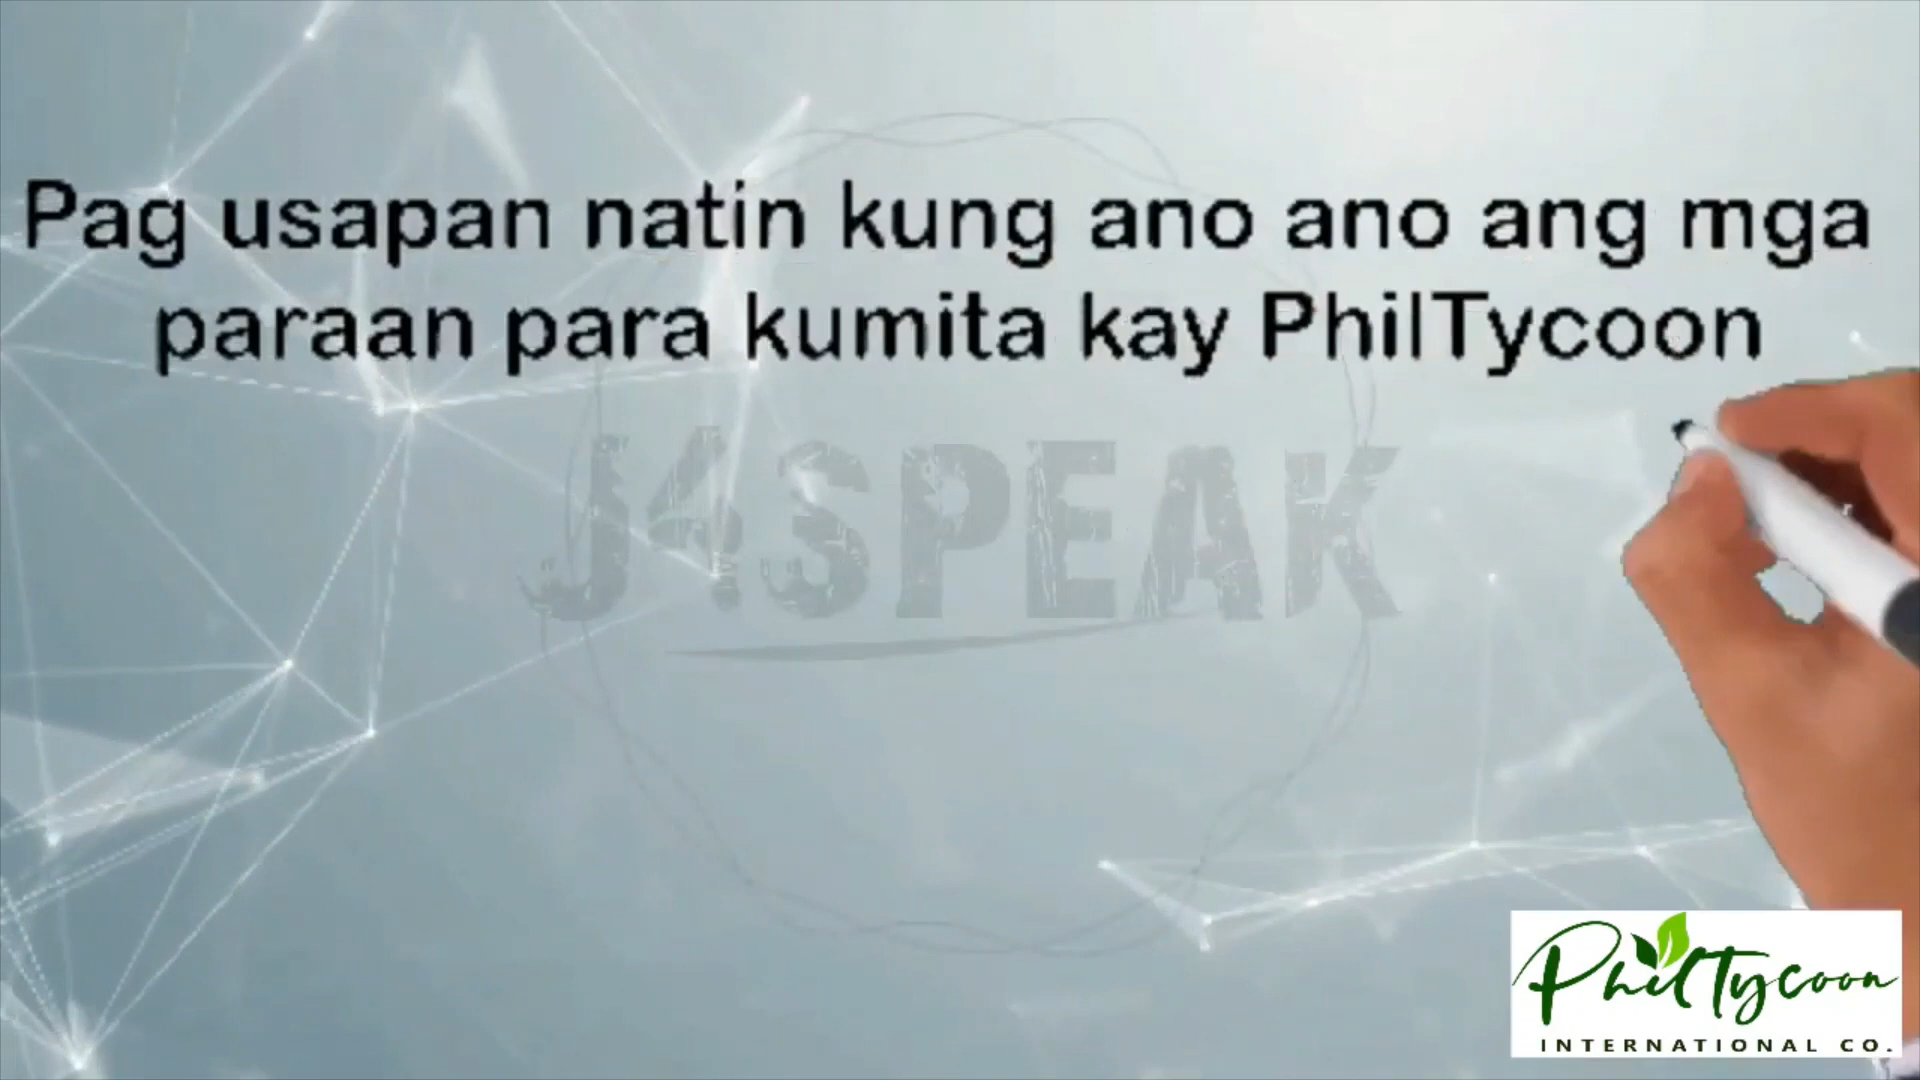 Pag usapan natin kung ano ano ang mga
paraan para kumita kay PhilTycoon
J4SPEAK
PhilTycoon
INTERNATIONAL CO.